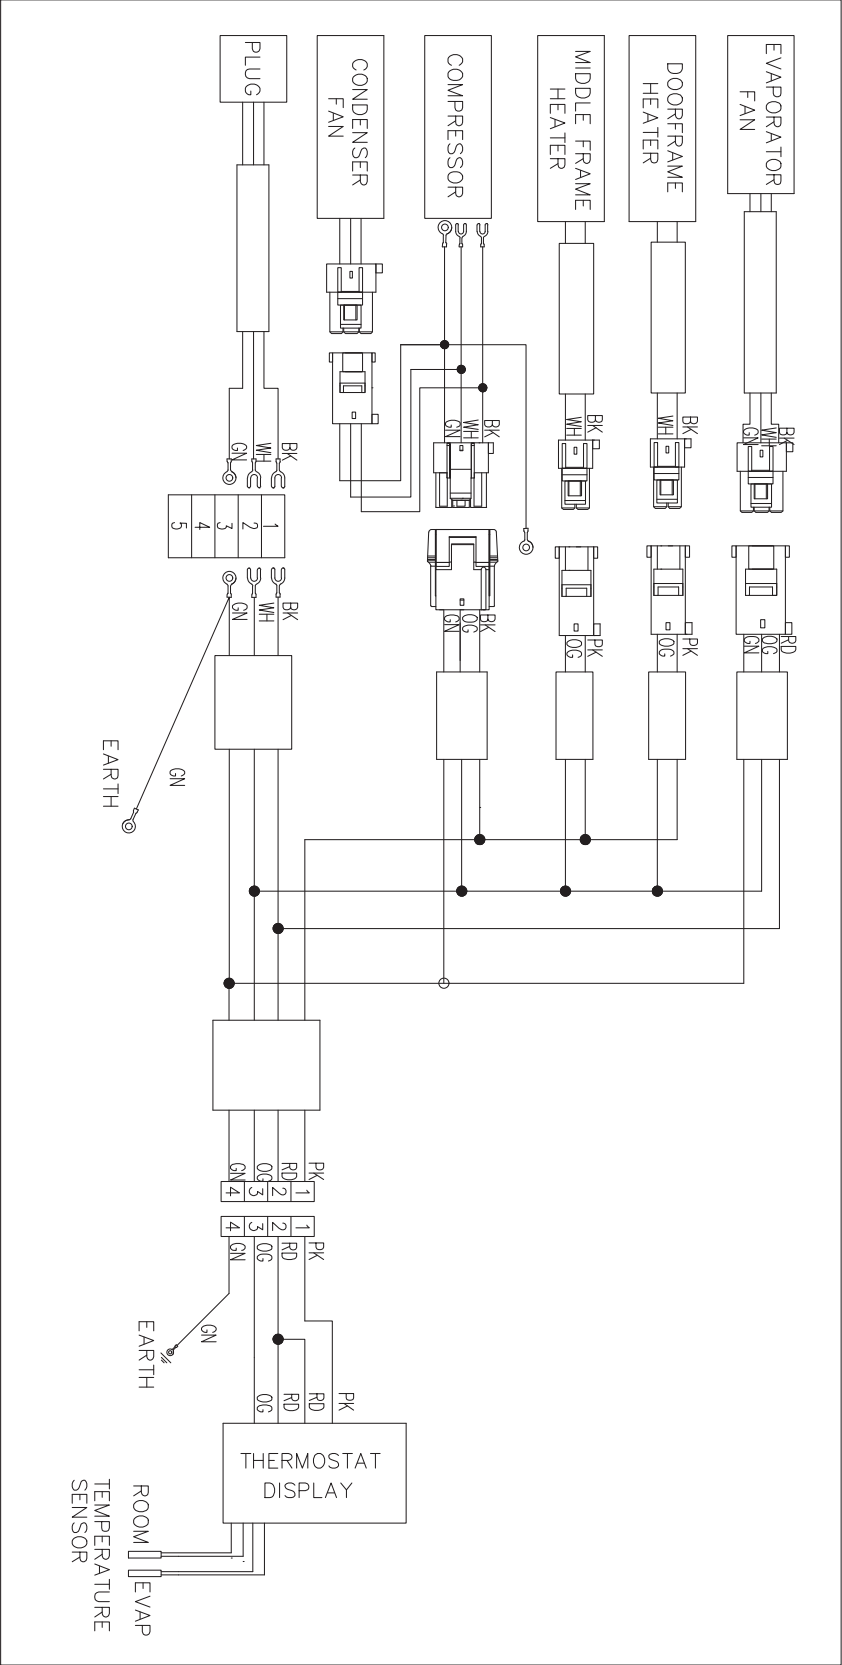 PLUG
CONDENSER
FAN
COMPRESSOR
MIDDLE FRAME
HEATER
DOORFRAME
HEATER
EVAPORATOR
FAN
GN
WH
BK
GN
WH
BK
WH
BK
WH
BK
GN
WH
BK
5
4
3
2
1
GN
WH
BK
GN
OG
BK
OG
PK
OG
PK
GN
OG
RD
GN
EARTH
GN
OG
RD
PK
4
3
2
1
4
3
2
1
GN
OG
RD
PK
GN
EARTH
OG
RD
RD
PK
THERMOSTAT
DISPLAY
ROOM
EVAP
TEMPERATURE
SENSOR